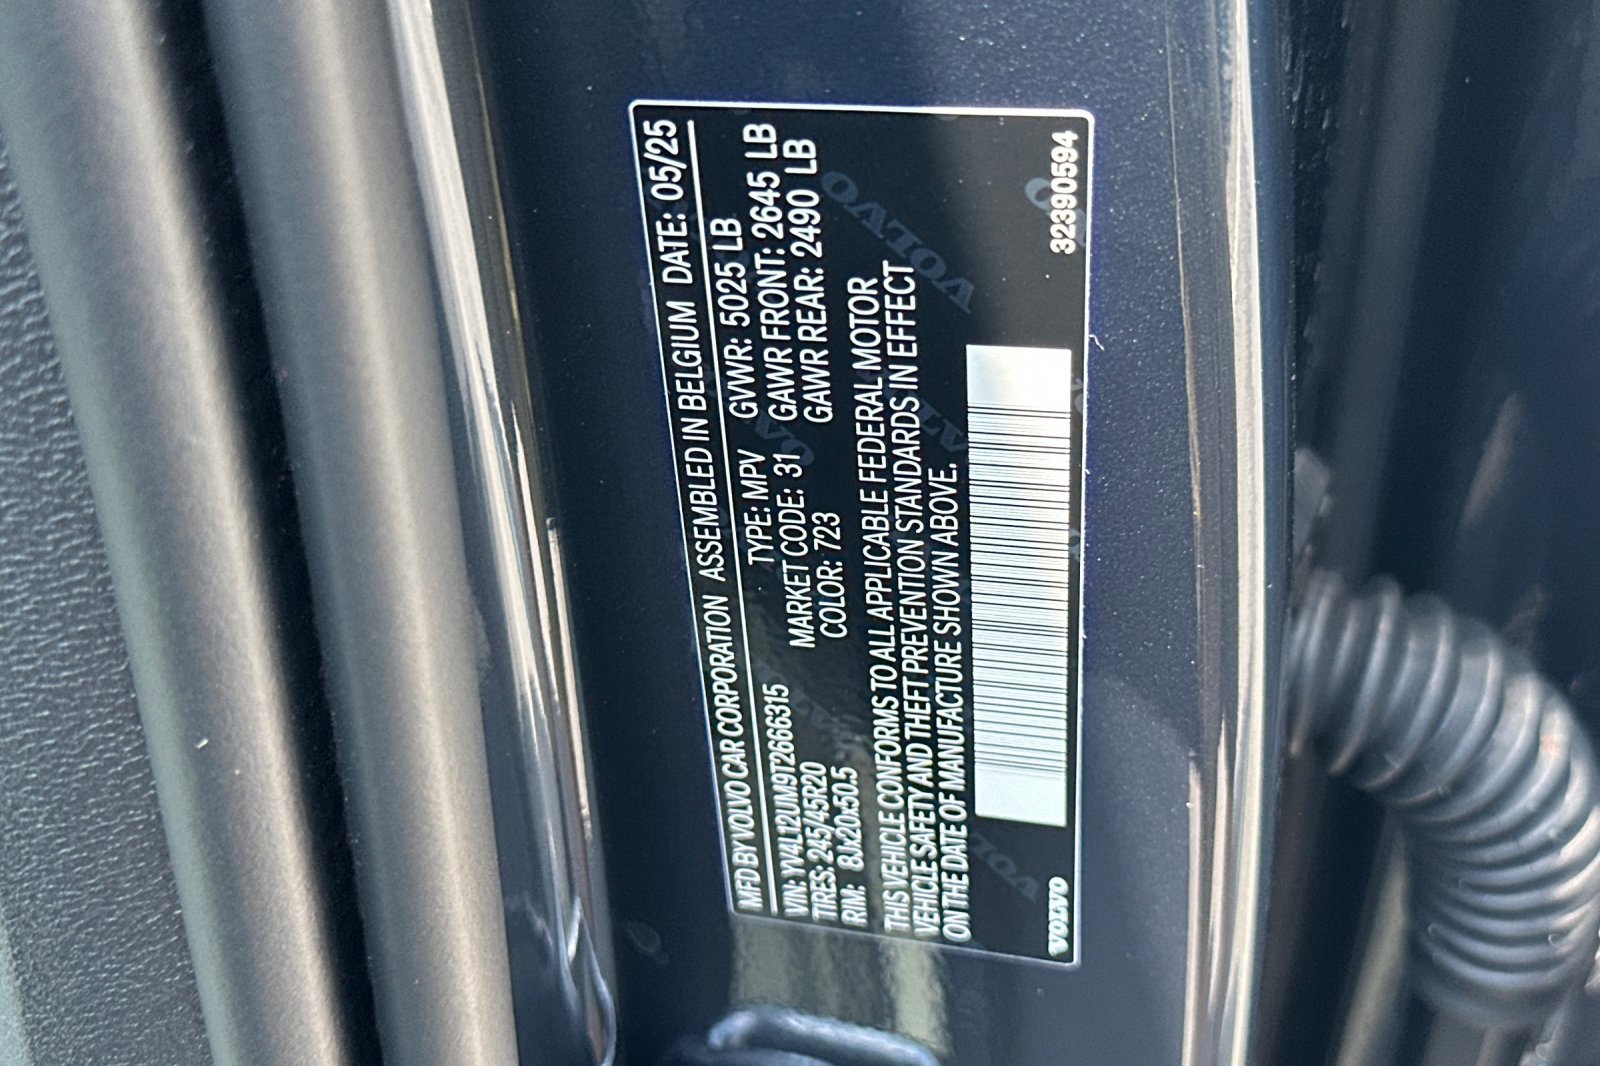 MFD BY VOLVO CAR CORPORATION ASSEMBLED IN BELGIUM DATE: 05/25
VIN: YV4L12UM9T2666315 TYPE: MPV GVWR: 5025 LB
TIRES: 245/45R20 MARKET CODE: 31 GAWR FRONT: 2645 LB
RIM: 8Jx20x50.5 COLOR: 723 GAWR REAR: 2490 LB
THIS VEHICLE CONFORMS TO ALL APPLICABLE FEDERAL MOTOR
VEHICLE SAFETY AND THEFT PREVENTION STANDARDS IN EFFECT
ON THE DATE OF MANUFACTURE SHOWN ABOVE.
VOLVO 32390594